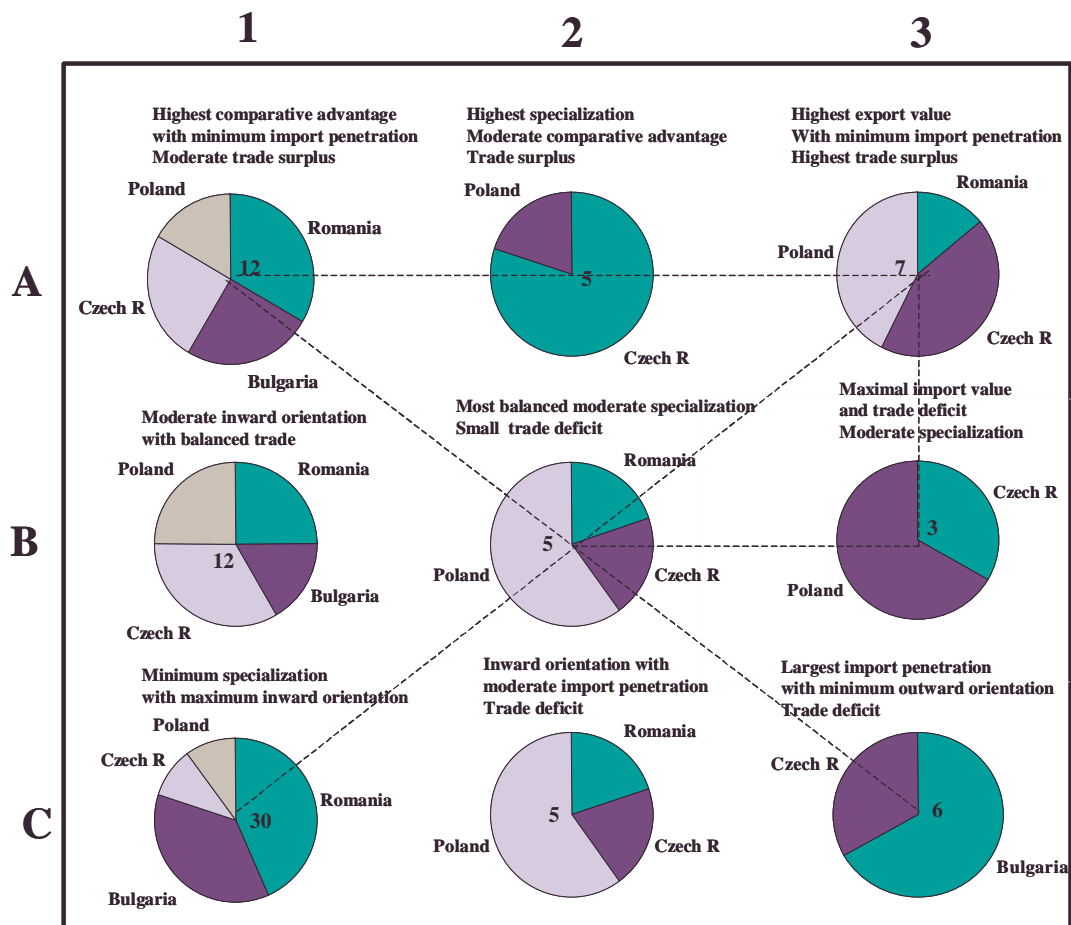 1
2
3
Highest comparative advantage
with minimum import penetration
Moderate trade surplus
Highest specialization
Moderate comparative advantage
Trade surplus
Highest export value
With minimum import penetration
Highest trade surplus
A
Poland
Romania
12
Czech R
Bulgaria
Poland
5
Czech R
Romania
Poland
7
Czech R
Moderate inward orientation
with balanced trade
Most balanced moderate specialization
Small trade deficit
Maximal import value
and trade deficit
Moderate specialization
B
Poland
Romania
12
Bulgaria
Czech R
Romania
5
Poland
Czech R
Czech R
3
Poland
Minimum specialization
with maximum inward orientation
Inward orientation with
moderate import penetration
Trade deficit
Largest import penetration
with minimum outward orientation
Trade deficit
C
Poland
Czech R
Romania
30
Bulgaria
Romania
5
Poland
Czech R
Czech R
6
Bulgaria